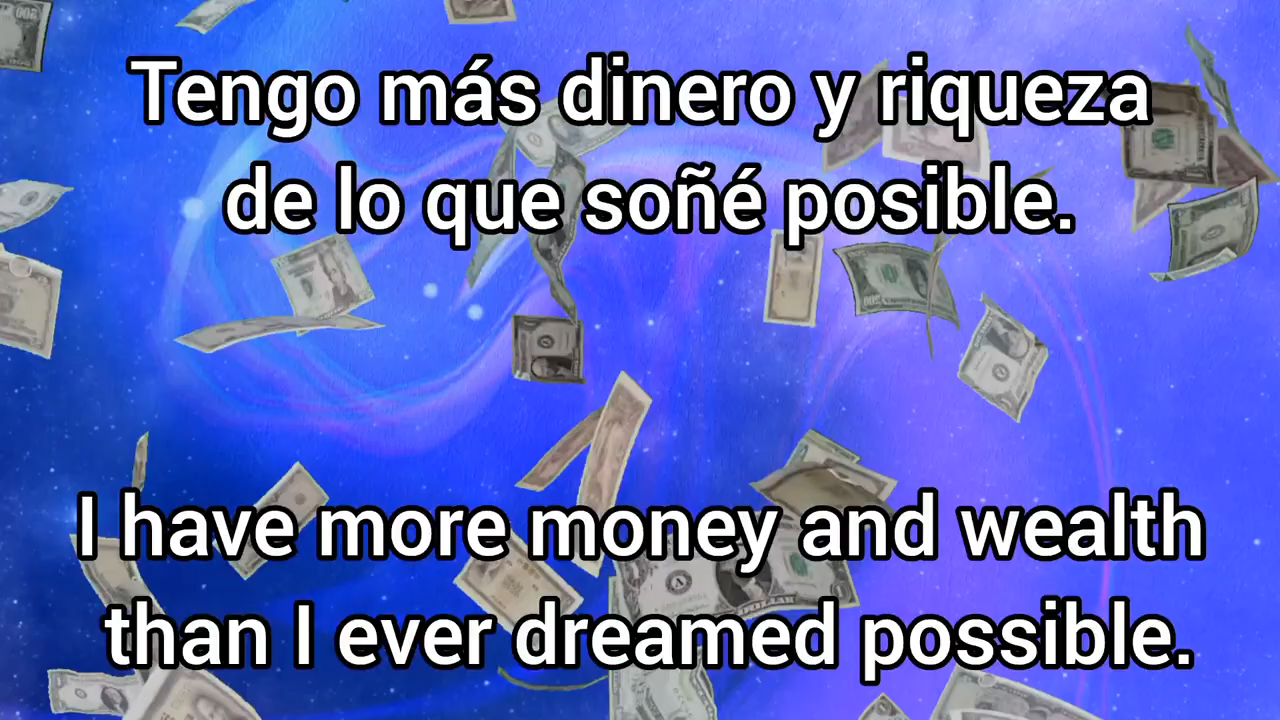 Tengo más dinero y riqueza
de lo que soñé posible.
I have more money and wealth
than I ever dreamed possible.